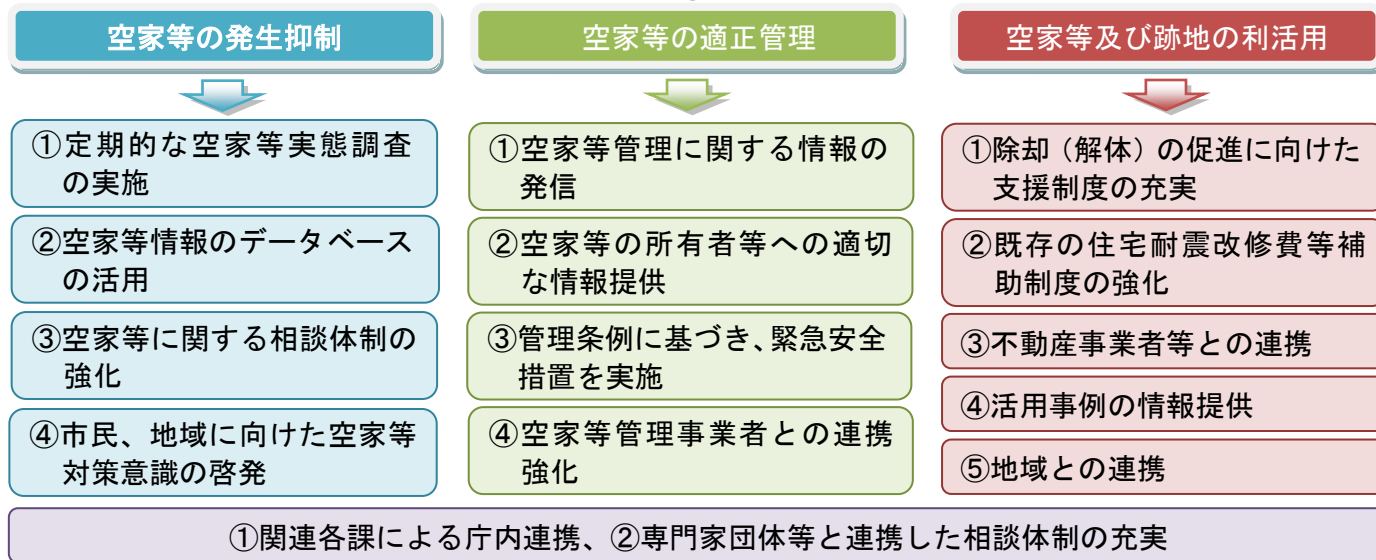 空家等の発生抑制
①定期的な空家等実態調査
の実施
②空家等情報のデータベース
の活用
③空家等に関する相談体制の
強化
④市民、地域に向けた空家等
対策意識の啓発
空家等の適正管理
①空家等管理に関する情報の
発信
②空家等の所有者等への適切
な情報提供
③管理条例に基づき、緊急安全
措置を実施
④空家等管理事業者との連携
強化
空家等及び跡地の利活用
①除却（解体）の促進に向けた
支援制度の充実
②既存の住宅耐震改修費等補
助制度の強化
③不動産事業者等との連携
④活用事例の情報提供
⑤地域との連携
①関連各課による庁内連携、②専門家団体等と連携した相談体制の充実